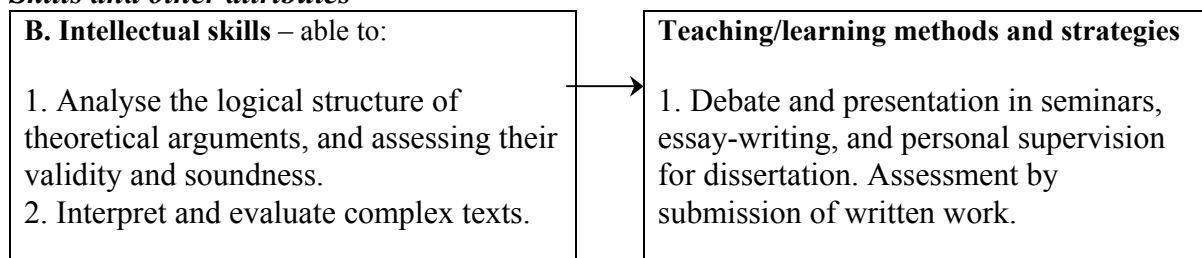 Skills and other attributes
B. Intellectual skills – able to:
1. Analyse the logical structure of
theoretical arguments, and assessing their
validity and soundness.
2. Interpret and evaluate complex texts.
Teaching/learning methods and strategies
1. Debate and presentation in seminars,
essay-writing, and personal supervision
for dissertation. Assessment by
submission of written work.